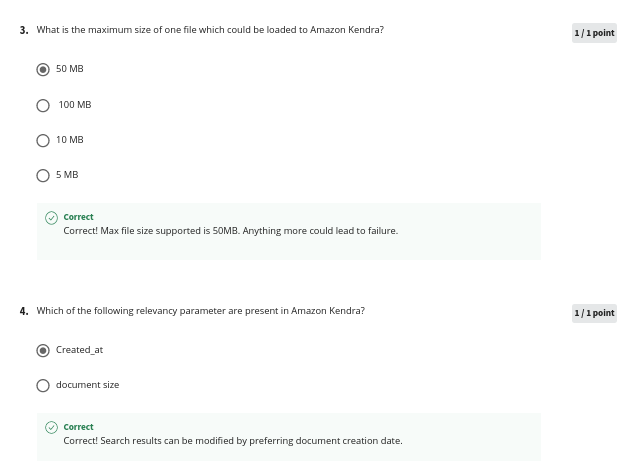 3. What is the maximum size of one file which could be loaded to Amazon Kendra? 1 / 1 point
50 MB
100 MB
10 MB
5 MB
Correct
Correct! Max file size supported is 50MB. Anything more could lead to failure.
4. Which of the following relevancy parameter are present in Amazon Kendra? 1 / 1 point
Created_at
document size
Correct
Correct! Search results can be modified by preferring document creation date.